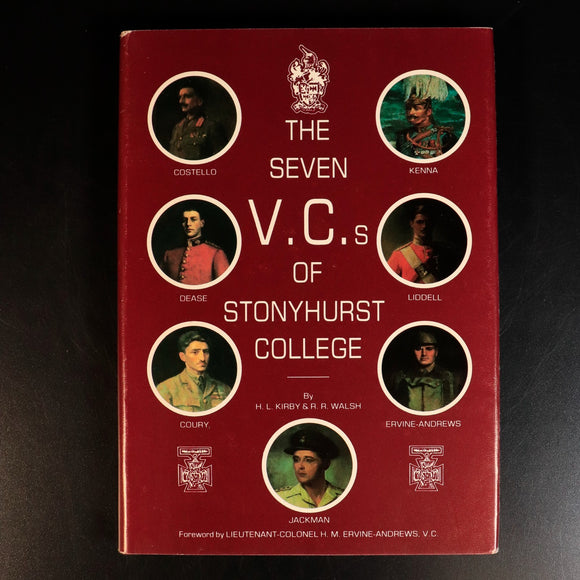 THE
SEVEN
V.C.s
OF
STONYHURST
COLLEGE
By
H. L. KIRBY & R. R. WALSH
COSTELLO
KENNA
DEASE
LIDDELL
COURY
ERVINE-ANDREWS
JACKMAN
Foreword by LIEUTENANT-COLONEL H. M. ERVINE-ANDREWS, V.C.